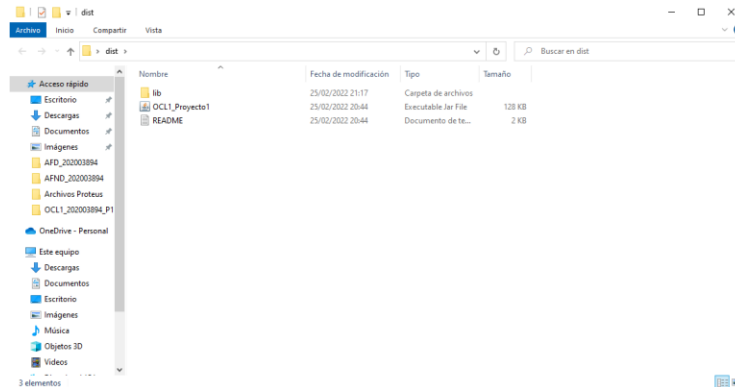 dist
Archivo Inicio Compartir Vista
dist
Buscar en dist
Nombre Fecha de modificación Tipo Tamaño
Acceso rápido
Escritorio
Descargas
Documentos
Imágenes
AFD_202003894
AFND_202003894
Archivos Proteus
OCL1_202003894_P1
OneDrive - Personal
Este equipo
Descargas
Documentos
Escritorio
Imágenes
Música
Objetos 3D
Videos
lib 25/02/2022 21:17 Carpeta de archivos
OCL1_Proyecto1 25/02/2022 20:44 Executable Jar File 128 KB
README 25/02/2022 20:44 Documento de te... 2 KB
3 elementos